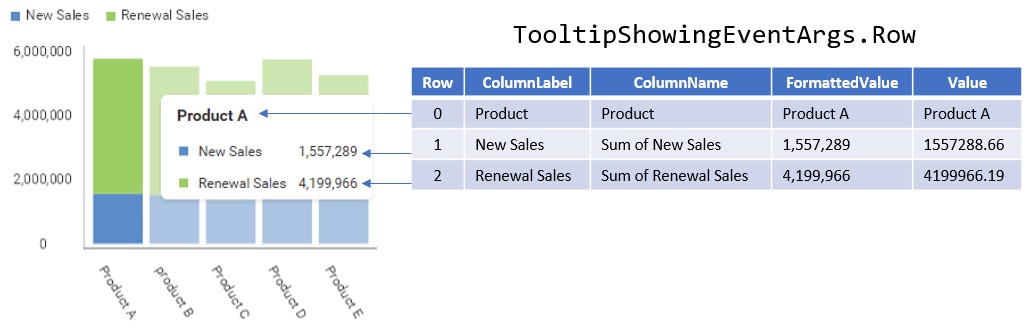 New Sales Renewal Sales
TooltipShowingEventArgs.Row
6,000,000
4,000,000
2,000,000
0
Product A
New Sales 1,557,289
Renewal Sales 4,199,966
Product A
product B
Product C
Product D
Product E
Row ColumnLabel ColumnName FormattedValue Value
0 Product Product Product A Product A
1 New Sales Sum of New Sales 1,557,289 1557288.66
2 Renewal Sales Sum of Renewal Sales 4,199,966 4199966.19